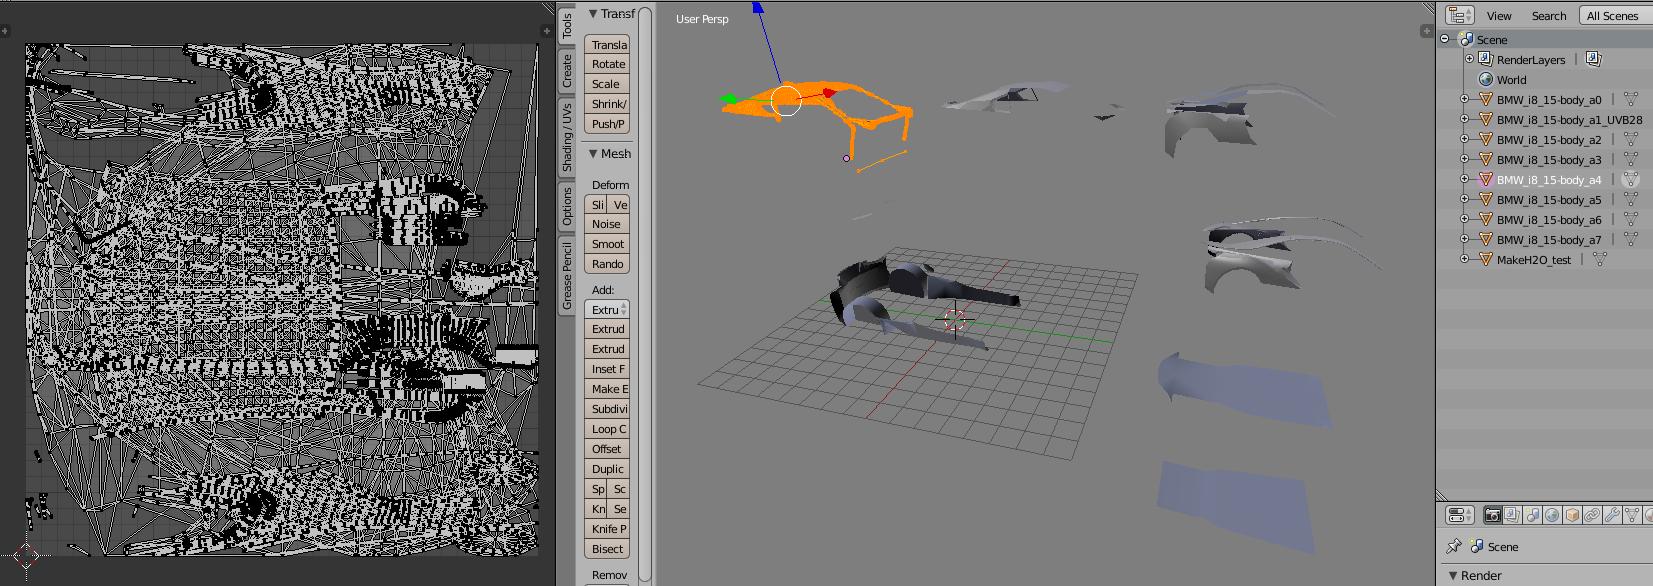 Tools
Create
Shading / UVs
Options
Grease Pencil
Transf
Transla
Rotate
Scale
Shrink/
Push/P
Mesh
Deform
Sli Ve
Noise
Smoot
Rando
Add:
Extru
Extrud
Extrud
Inset F
Make E
Subdivi
Loop C
Offset
Duplic
Sp Sc
Kn Se
Knife P
Bisect
Remov
User Persp
View Search All Scenes
Scene
RenderLayers
World
BMW_i8_15-body_a0
BMW_i8_15-body_a1_UVB28
BMW_i8_15-body_a2
BMW_i8_15-body_a3
BMW_i8_15-body_a4
BMW_i8_15-body_a5
BMW_i8_15-body_a6
BMW_i8_15-body_a7
MakeH2O_test
Scene
Render